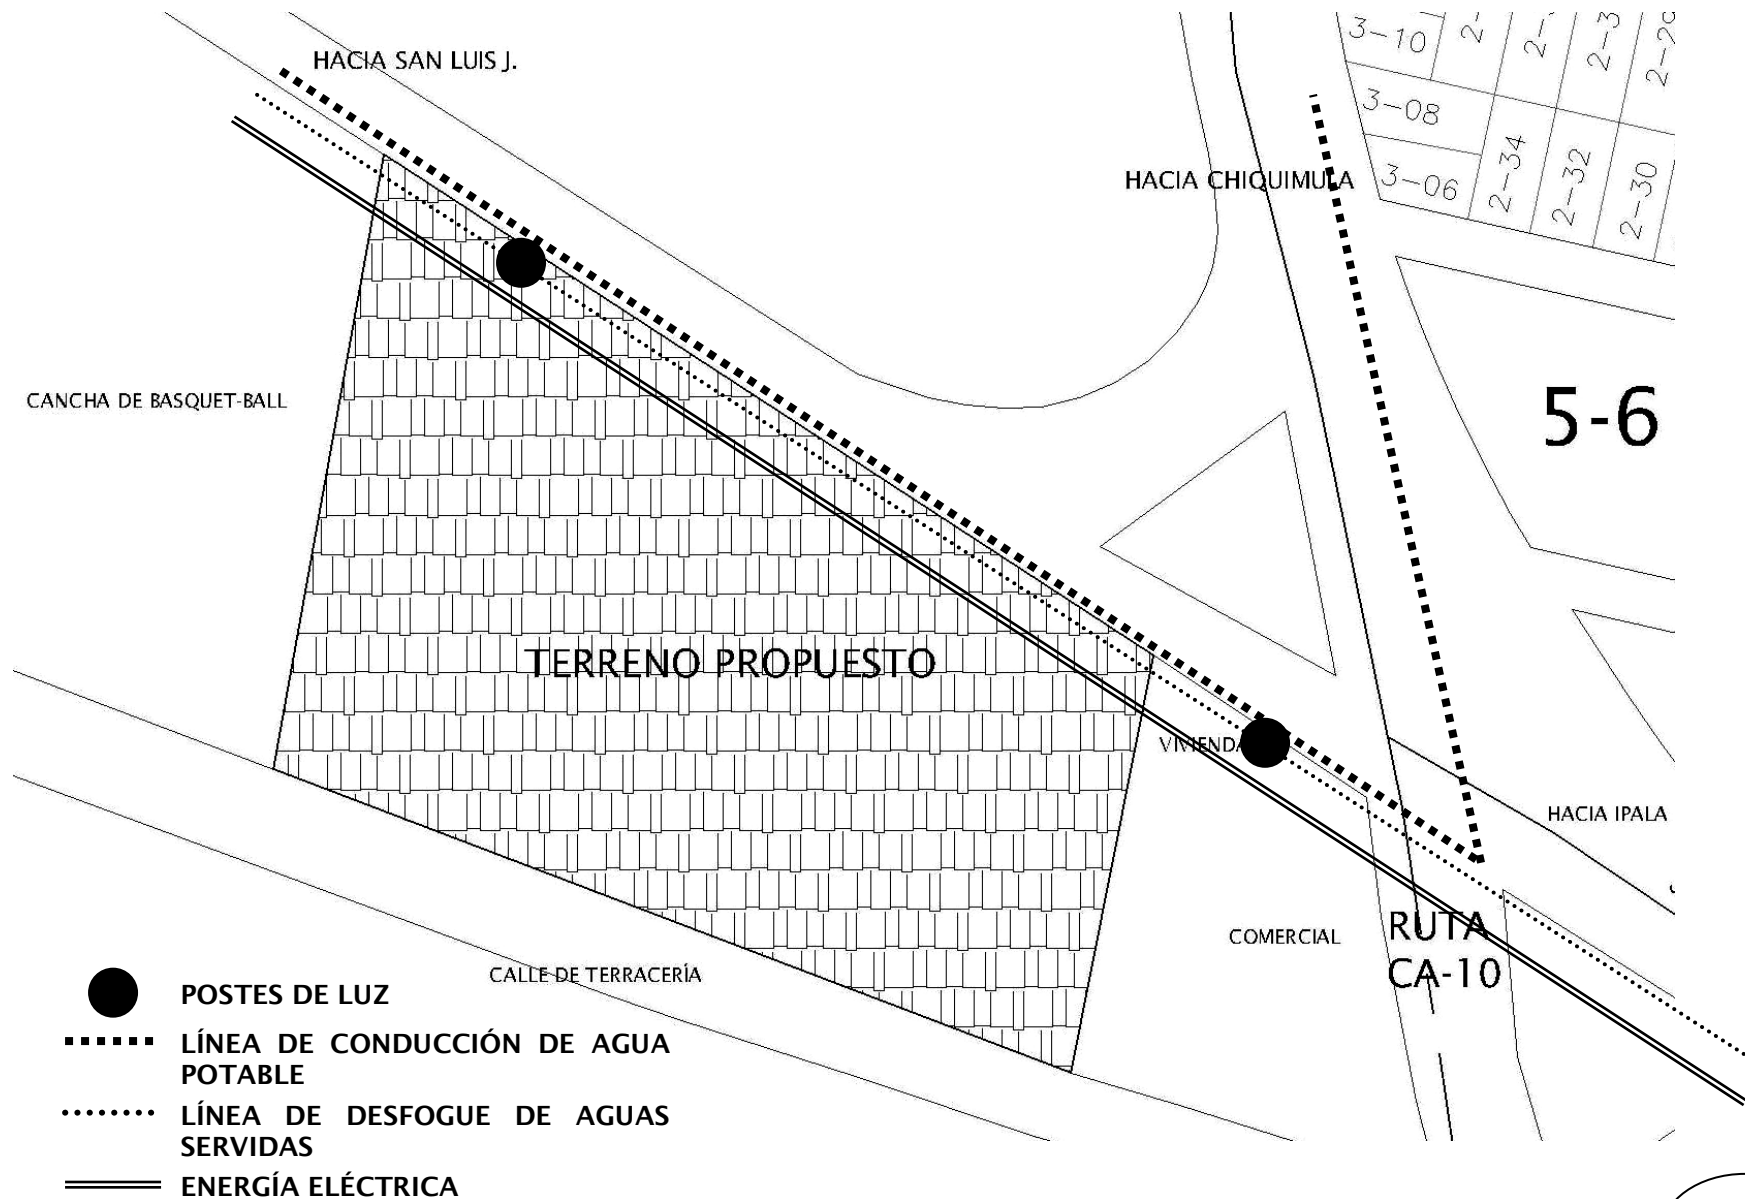 HACIA SAN LUIS J.
3-10
3-08
3-06
2-34
2-32
2-30
HACIA CHIQUIMULA
CANCHA DE BASQUET-BALL
5-6
TERRENO PROPUESTO
VIVIENDA
HACIA IPALA
COMERCIAL
RUTA
CA-10
CALLE DE TERRACERÍA
POSTES DE LUZ
LÍNEA DE CONDUCCIÓN DE AGUA
POTABLE
LÍNEA DE DESFOGUE DE AGUAS
SERVIDAS
ENERGÍA ELÉCTRICA